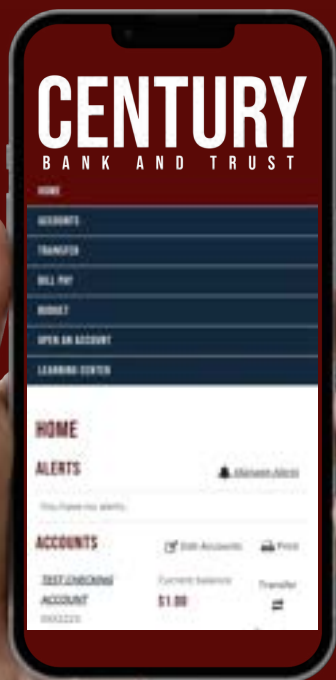 CENTURY
BANK AND TRUST
HOME
ACCOUNTS
TRANSFER
BILL PAY
BUDGET
OPEN AN ACCOUNT
LEARNING CENTER
HOME
ALERTS
Manage Alerts
You have no alerts.
ACCOUNTS
Edit Accounts
Print
TEST CHECKING
ACCOUNT
Current balance
$1.00
Transfer